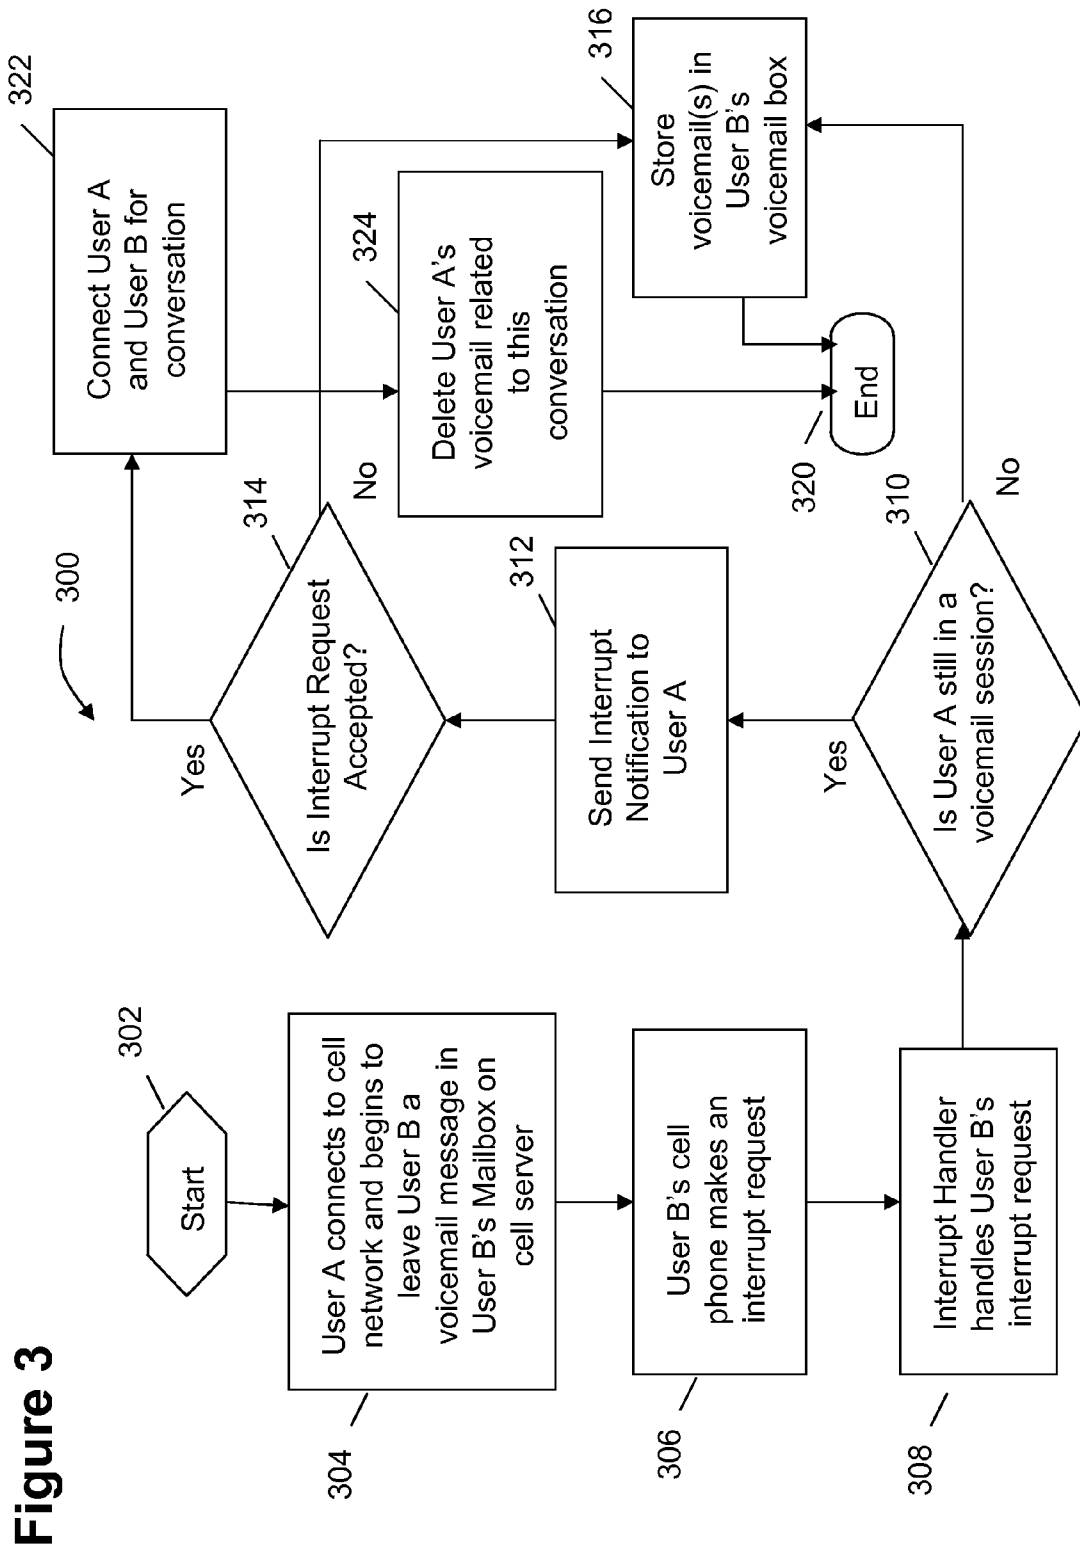 Figure 3
300
302
Start
304
User A connects to cell
network and begins to
leave User B a
voicemail message in
User B's Mailbox on
cell server
306
User B's cell
phone makes an
interrupt request
308
Interrupt Handler
handles User B's
interrupt request
310
Is User A still in a
voicemail session?
Yes
No
312
Send Interrupt
Notification to
User A
314
Is Interrupt Request
Accepted?
Yes
No
322
Connect User A
and User B for
conversation
324
Delete User A's
voicemail related
to this
conversation
316
Store
voicemail(s) in
User B's
voicemail box
320
End